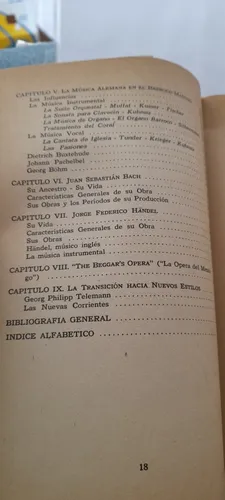 CAPITULO V. LA MÚSICA ALEMANA EN EL
Las Influencias
La Música Instrumental
La Suite Orquestal - Muffat - Kusser - Fischer
La Sonata para Clavecín - Kuhnau
La Música de Organo - El Organo Barroco
Tratamiento del Coral
La Música Vocal
La Cantata de Iglesia - Tunder - Krieger - Kuhnau
Las Pasiones
Dietrich Buxtehude
Johann Pachelbel
Georg Böhm
CAPITULO VI. JUAN SEBASTIÁN BACH
Su Ancestro - Su Vida
Características Generales de su Obra
Sus Obras y los Períodos de su Producción
CAPITULO VII. JORGE FEDERICO HÄNDEL
Su Vida
Características Generales de su Obra
Sus Obras
Händel, músico inglés
La música instrumental
CAPITULO VIII. "THE BEGGAR'S OPERA" ("La Opera del Mendi-
go")
CAPITULO IX. LA TRANSICIÓN HACIA NUEVOS ESTILOS
Georg Philipp Telemann
Las Nuevas Corrientes
BIBLIOGRAFIA GENERAL
INDICE ALFABETICO
18